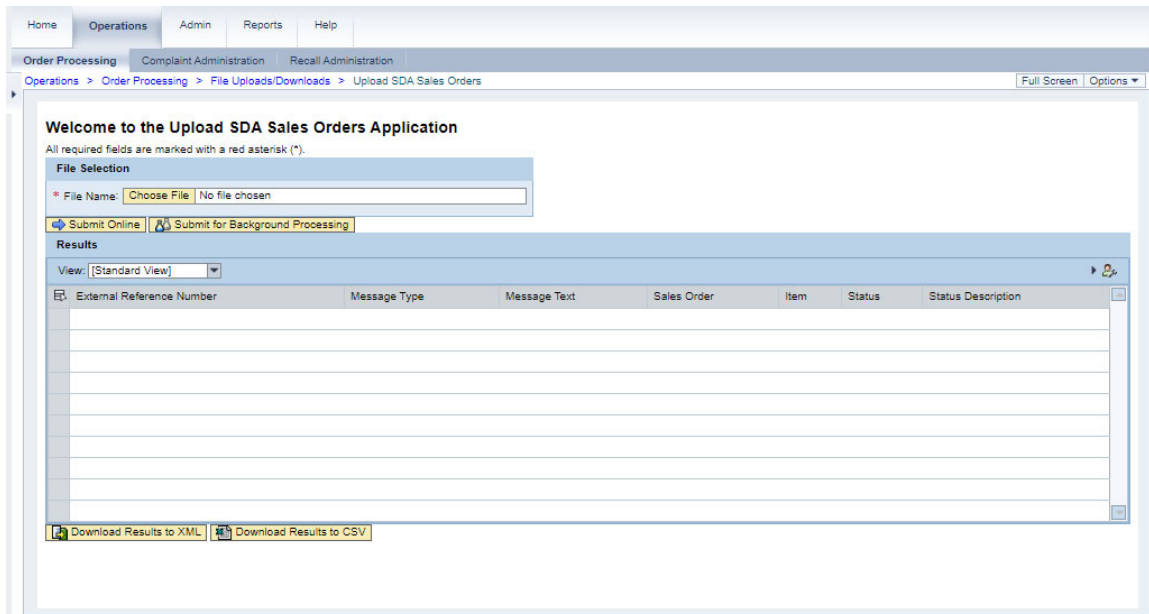 Home Operations Admin Reports Help
Order Processing Complaint Administration Recall Administration
Operations > Order Processing > File Uploads/Downloads > Upload SDA Sales Orders Full Screen Options
Welcome to the Upload SDA Sales Orders Application
All required fields are marked with a red asterisk (*).
File Selection
* File Name: Choose File No file chosen
Submit Online Submit for Background Processing
Results
View: [Standard View]
External Reference Number Message Type Message Text Sales Order Item Status Status Description
Download Results to XML Download Results to CSV